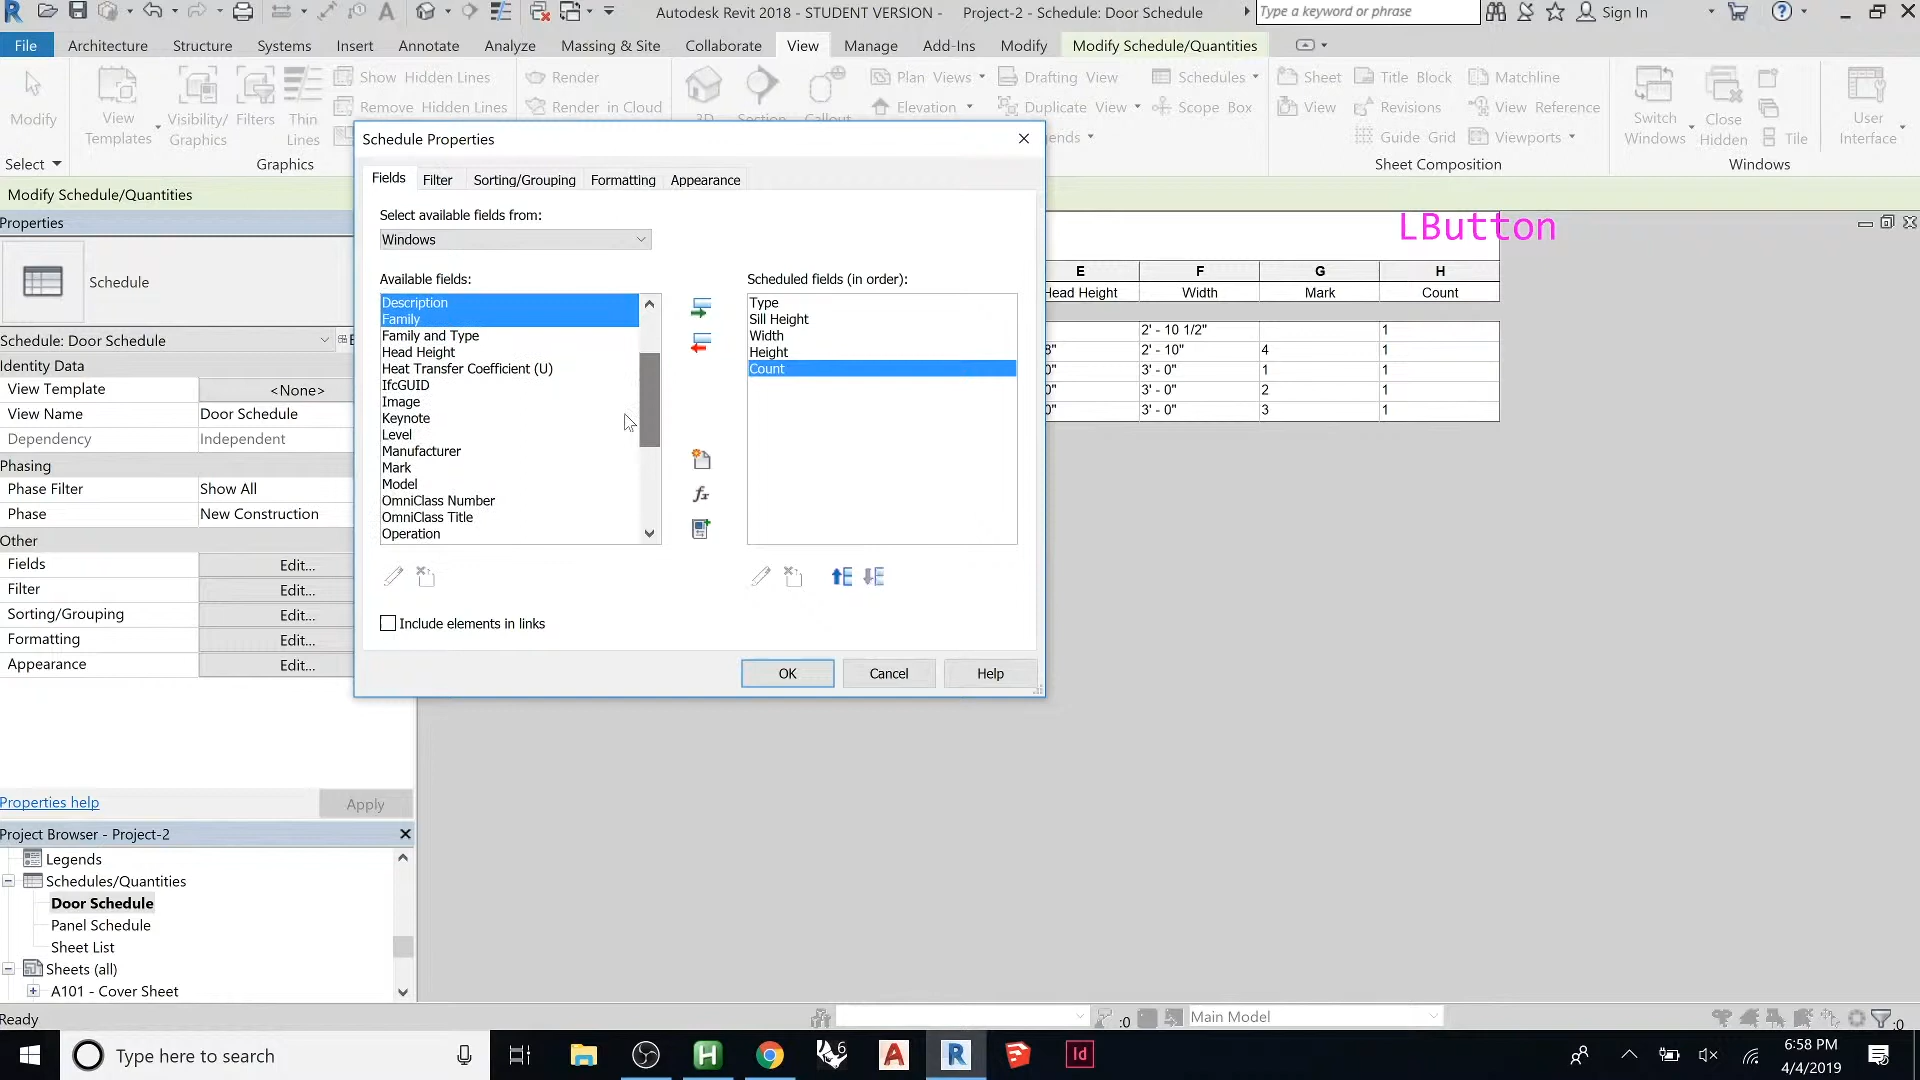 Autodesk Revit 2018 - STUDENT VERSION - Project-2 - Schedule: Door Schedule
Type a keyword or phrase
Sign In
File Architecture Structure Systems Insert Annotate Analyze Massing & Site Collaborate View Manage Add-Ins Modify Modify Schedule/Quantities
Modify
View Templates
Visibility/ Graphics
Filters
Thin Lines
Show Hidden Lines
Remove Hidden Lines
Render
Render in Cloud
3D
Section
Callout
Plan Views
Elevation
Drafting View
Duplicate View
Schedules
Scope Box
Sheet
View
Title Block
Revisions
Guide Grid
Matchline
View Reference
Viewports
Switch Windows
Close Hidden
Tile
User Interface
Select
Graphics
Sheet Composition
Windows
Modify Schedule/Quantities
Properties
Schedule
Schedule: Door Schedule
Identity Data
View Template <None>
View Name Door Schedule
Dependency Independent
Phasing
Phase Filter Show All
Phase New Construction
Other
Fields Edit...
Filter Edit...
Sorting/Grouping Edit...
Formatting Edit...
Appearance Edit...
Properties help
Apply
Project Browser - Project-2
Legends
Schedules/Quantities
Door Schedule
Panel Schedule
Sheet List
Sheets (all)
A101 - Cover Sheet
Schedule Properties
Fields Filter Sorting/Grouping Formatting Appearance
Select available fields from:
Windows
Available fields:
Description
Family
Family and Type
Head Height
Heat Transfer Coefficient (U)
IfcGUID
Image
Keynote
Level
Manufacturer
Mark
Model
OmniClass Number
OmniClass Title
Operation
Scheduled fields (in order):
Type
Sill Height
Width
Height
Count
fx
Include elements in links
OK Cancel Help
LButton
E F G H
Head Height Width Mark Count
2' - 10 1/2" 1
8" 2' - 10" 4 1
0" 3' - 0" 1 1
0" 3' - 0" 2 1
0" 3' - 0" 3 1
Ready
:0
Main Model
:0
Type here to search
6:58 PM
4/4/2019